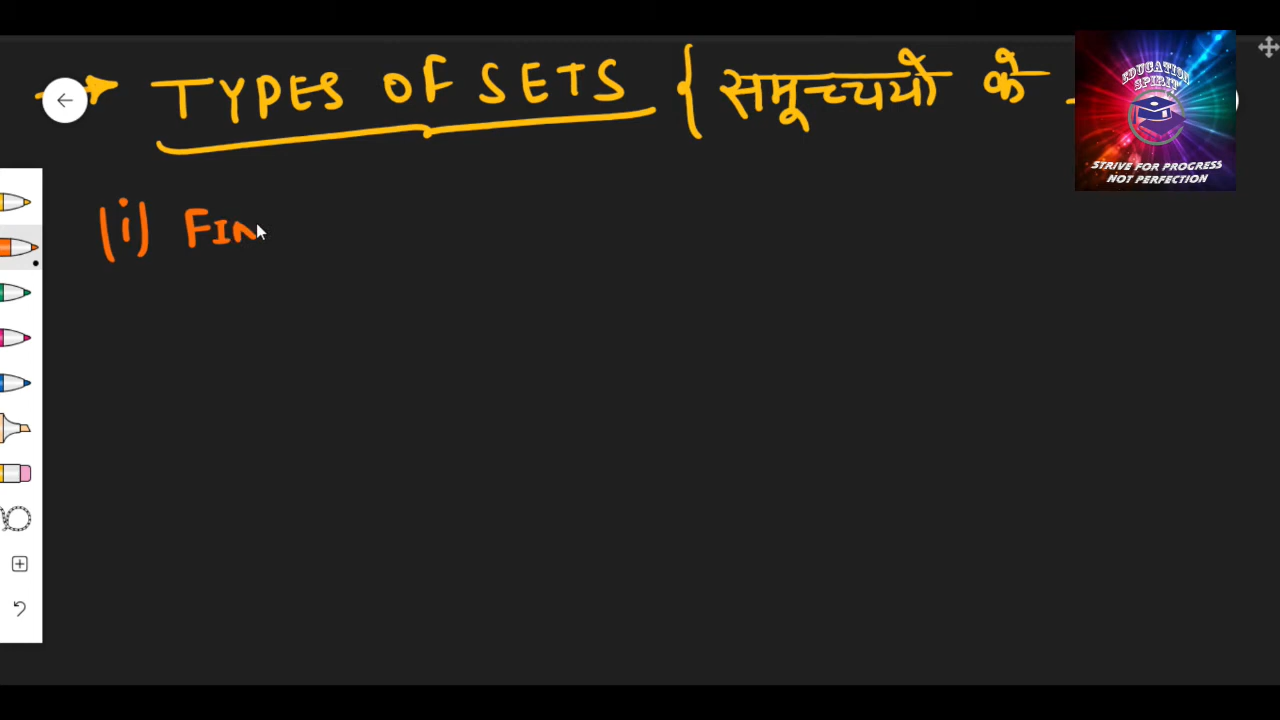 TYPES OF SETS { समूच्चयो के
EDUCATION
SPIRIT
STRIVE FOR PROGRESS
NOT PERFECTION
(i) FIN